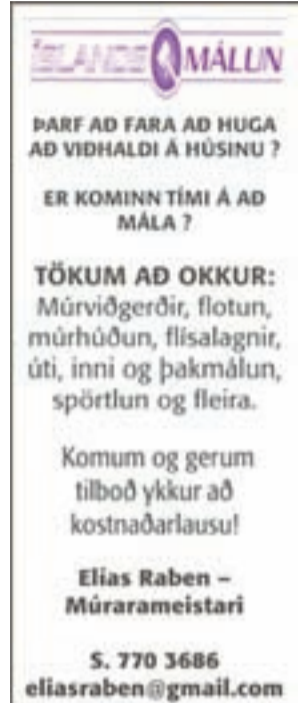 ÍSLANDS MÁLUN
ÞARF AÐ FARA AÐ HUGA
AÐ VIÐHALDI Á HÚSINU ?
ER KOMINN TÍMI Á AÐ
MÁLA ?
TÖKUM AÐ OKKUR:
Múrviðgerðir, flotun,
múrhúðun, flísalagnir,
úti, inni og þakmálun,
spörtlun og fleira.
Komum og gerum
tilboð ykkur að
kostnaðarlausu!
Elías Raben –
Múrarameistari
S. 770 3686
eliasraben@gmail.com